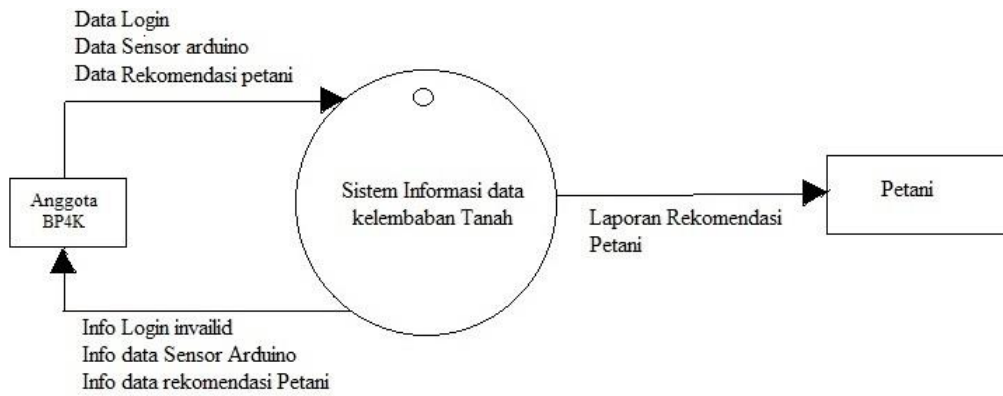 Data Login
Data Sensor arduino
Data Rekomendasi petani
Anggota
BP4K
Sistem Informasi data
kelembaban Tanah
Laporan Rekomendasi
Petani
Petani
Info Login invailid
Info data Sensor Arduino
Info data rekomendasi Petani